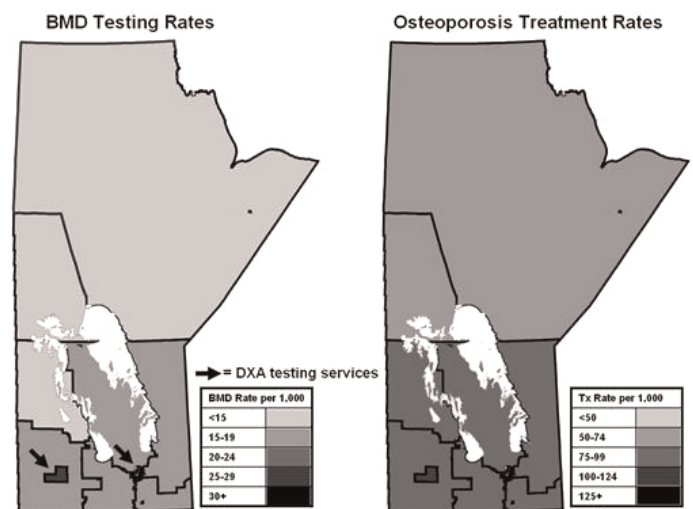 BMD Testing Rates
Osteoporosis Treatment Rates
= DXA testing services
BMD Rate per 1,000
<15
15-19
20-24
25-29
30+
Tx Rate per 1,000
<50
50-74
75-99
100-124
125+